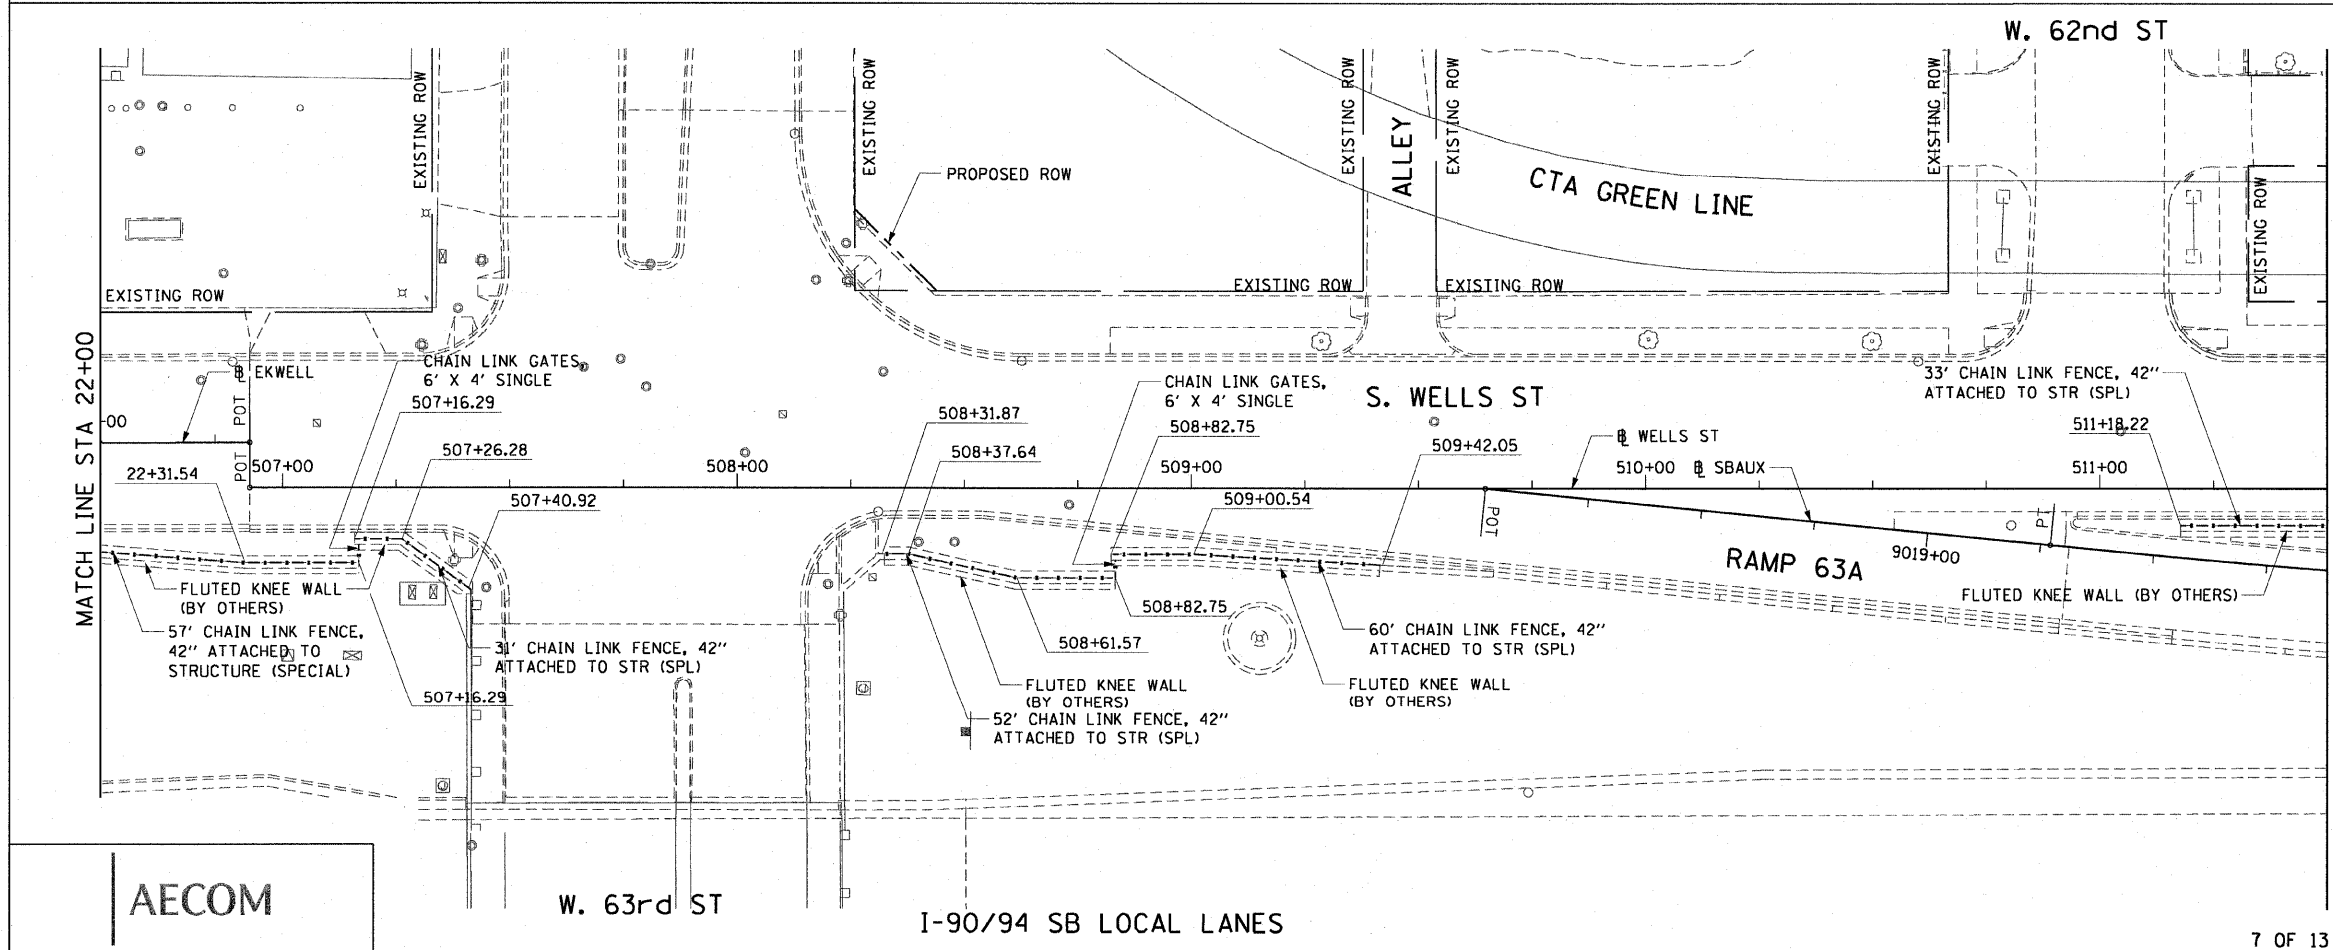 W. 62nd ST
EXISTING ROW
EXISTING ROW
EXISTING ROW
ALLEY
EXISTING ROW
EXISTING ROW
EXISTING ROW
PROPOSED ROW
CTA GREEN LINE
EXISTING ROW
EXISTING ROW
EXISTING ROW
MATCH LINE STA 22+00
EKWELL
POT
POT
-00
CHAIN LINK GATES,
6' X 4' SINGLE
507+16.29
507+26.28
22+31.54
507+00
507+40.92
508+00
508+31.87
508+37.64
CHAIN LINK GATES,
6' X 4' SINGLE
508+82.75
S. WELLS ST
509+00
509+00.54
509+42.05
℄ WELLS ST
510+00
℄ SBAUX
33' CHAIN LINK FENCE, 42"
ATTACHED TO STR (SPL)
511+18.22
511+00
POT
PT
RAMP 63A
9019+00
FLUTED KNEE WALL (BY OTHERS)
FLUTED KNEE WALL
(BY OTHERS)
57' CHAIN LINK FENCE,
42" ATTACHED TO
STRUCTURE (SPECIAL)
31' CHAIN LINK FENCE, 42"
ATTACHED TO STR (SPL)
507+16.29
508+82.75
508+61.57
FLUTED KNEE WALL
(BY OTHERS)
52' CHAIN LINK FENCE, 42"
ATTACHED TO STR (SPL)
60' CHAIN LINK FENCE, 42"
ATTACHED TO STR (SPL)
FLUTED KNEE WALL
(BY OTHERS)
AECOM
W. 63rd ST
I-90/94 SB LOCAL LANES
7 OF 13